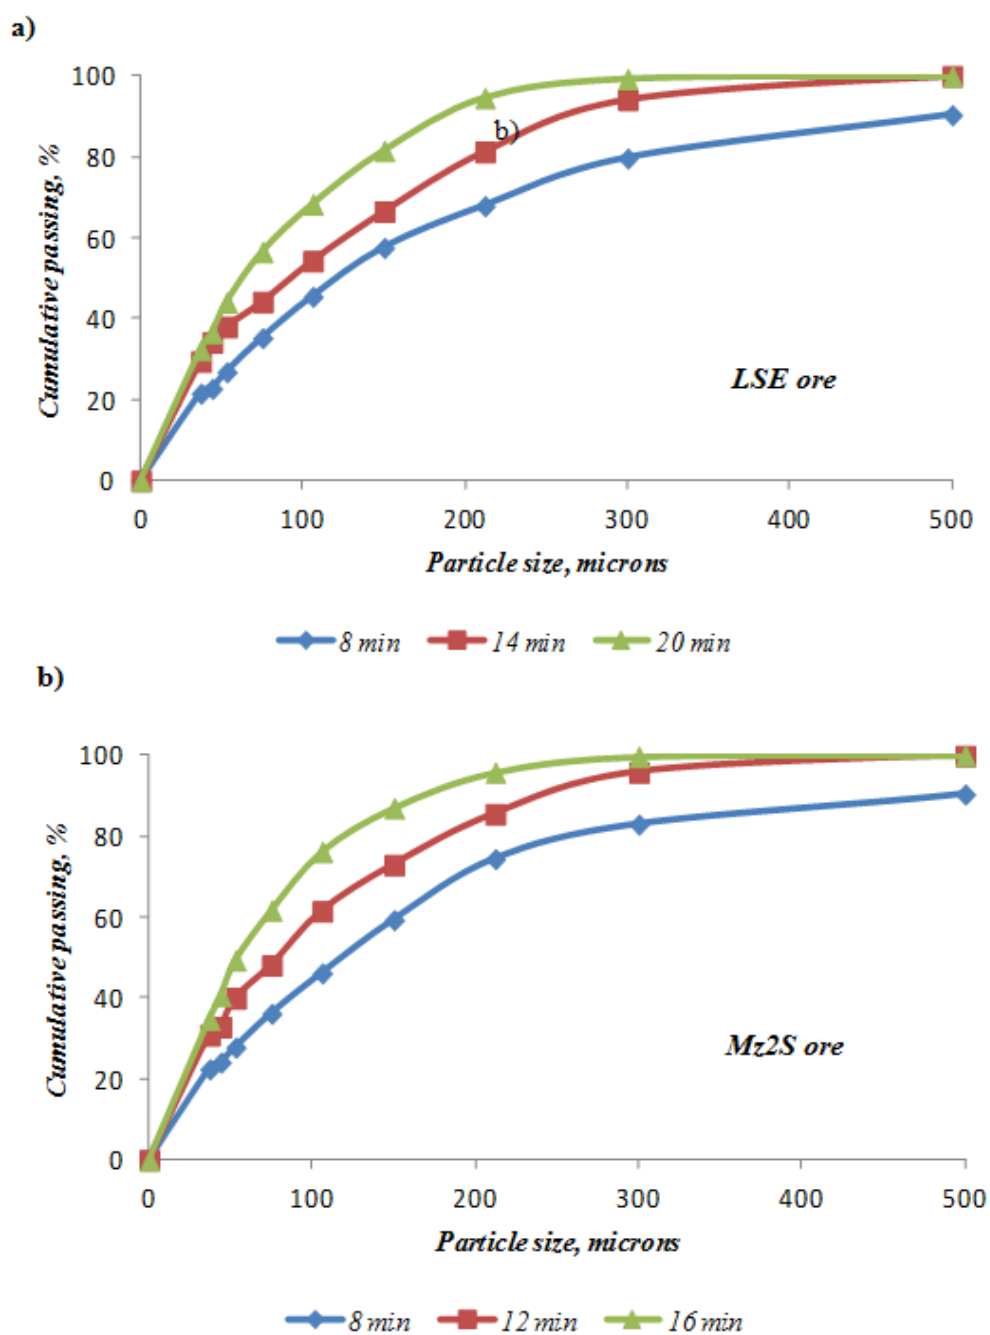 a)
100
80
60
40
20
0
Cumulative passing, %
b)
LSE ore
0 100 200 300 400 500
Particle size, microns
8 min 14 min 20 min
b)
100
80
60
40
20
0
Cumulative passing, %
Mz2S ore
0 100 200 300 400 500
Particle size, microns
8 min 12 min 16 min